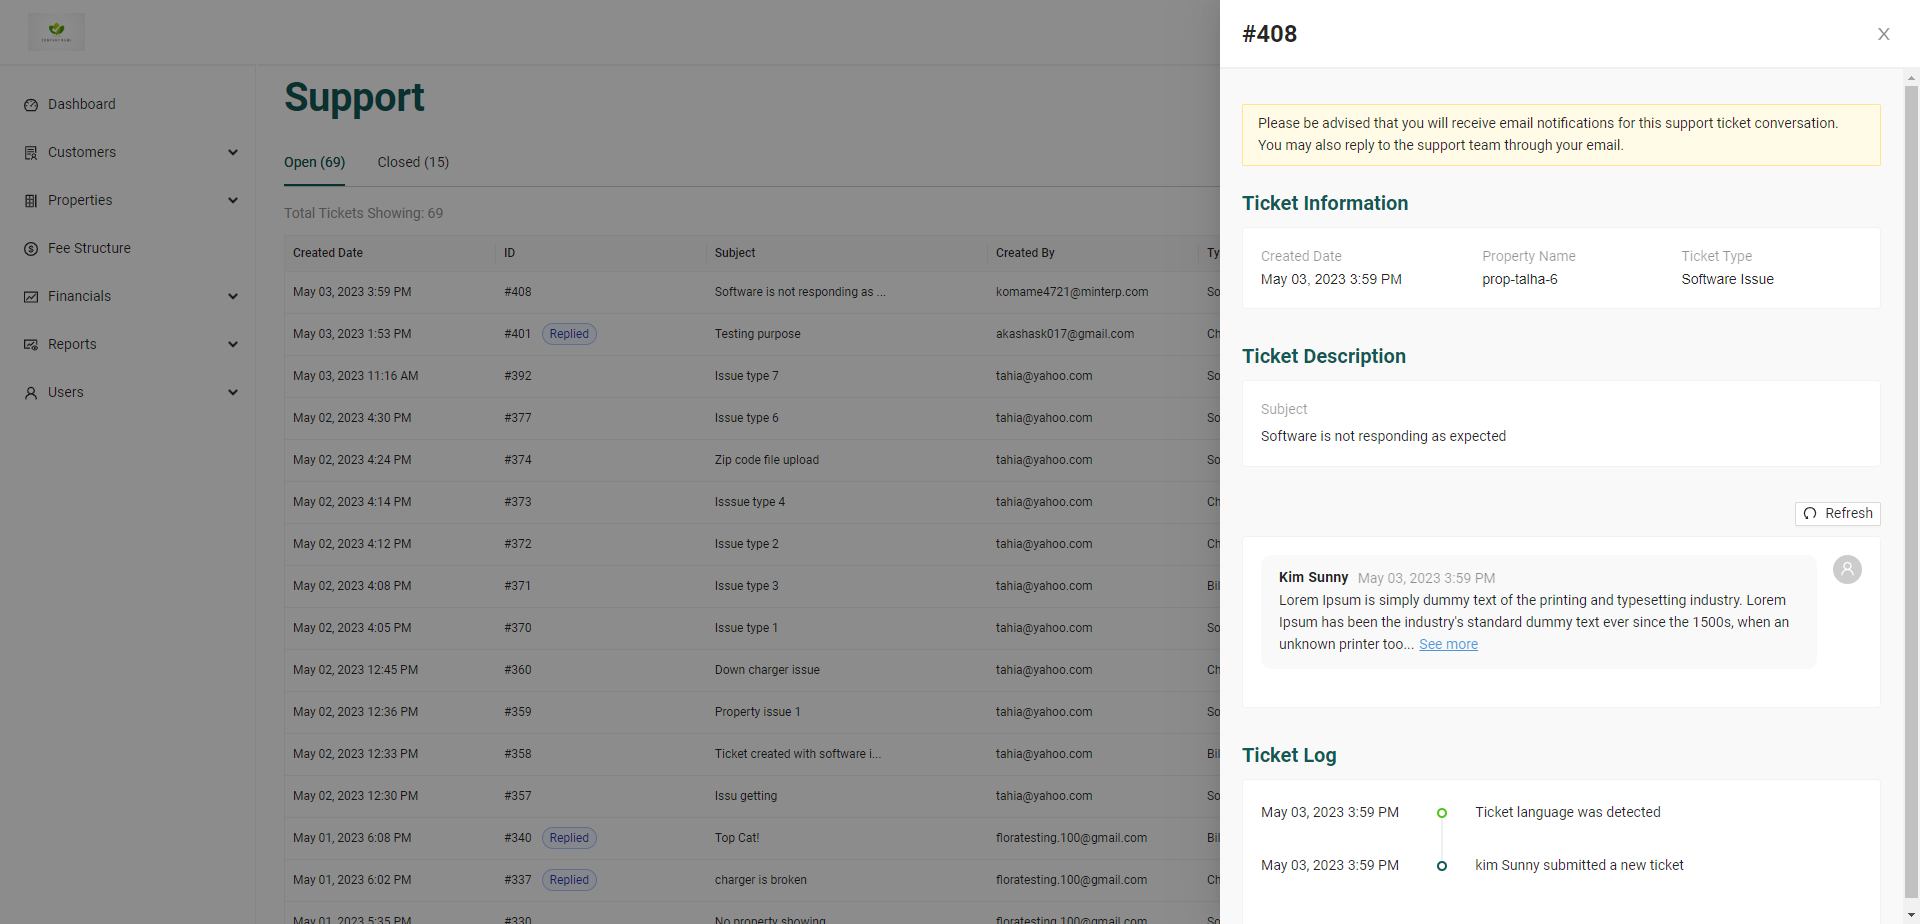 Dashboard
Customers
Properties
Fee Structure
Financials
Reports
Users
Support
Open (69) Closed (15)
Total Tickets Showing: 69
Created Date ID Subject Created By Ty
May 03, 2023 3:59 PM #408 Software is not responding as ... komame4721@minterp.com So
May 03, 2023 1:53 PM #401 Replied Testing purpose akashask017@gmail.com Ch
May 03, 2023 11:16 AM #392 Issue type 7 tahia@yahoo.com So
May 02, 2023 4:30 PM #377 Issue type 6 tahia@yahoo.com So
May 02, 2023 4:24 PM #374 Zip code file upload tahia@yahoo.com So
May 02, 2023 4:14 PM #373 Isssue type 4 tahia@yahoo.com Ch
May 02, 2023 4:12 PM #372 Issue type 2 tahia@yahoo.com Ch
May 02, 2023 4:08 PM #371 Issue type 3 tahia@yahoo.com Bil
May 02, 2023 4:05 PM #370 Issue type 1 tahia@yahoo.com So
May 02, 2023 12:45 PM #360 Down charger issue tahia@yahoo.com Ch
May 02, 2023 12:36 PM #359 Property issue 1 tahia@yahoo.com So
May 02, 2023 12:33 PM #358 Ticket created with software i... tahia@yahoo.com Bil
May 02, 2023 12:30 PM #357 Issu getting tahia@yahoo.com So
May 01, 2023 6:08 PM #340 Replied Top Cat! floratesting.100@gmail.com Bil
May 01, 2023 6:02 PM #337 Replied charger is broken floratesting.100@gmail.com Ch
May 01, 2023 5:35 PM #330 No property showing floratesting.100@gmail.com So
#408
Please be advised that you will receive email notifications for this support ticket conversation.
You may also reply to the support team through your email.
Ticket Information
Created Date Property Name Ticket Type
May 03, 2023 3:59 PM prop-talha-6 Software Issue
Ticket Description
Subject
Software is not responding as expected
Refresh
Kim Sunny May 03, 2023 3:59 PM
Lorem Ipsum is simply dummy text of the printing and typesetting industry. Lorem
Ipsum has been the industry's standard dummy text ever since the 1500s, when an
unknown printer too... See more
Ticket Log
May 03, 2023 3:59 PM Ticket language was detected
May 03, 2023 3:59 PM kim Sunny submitted a new ticket